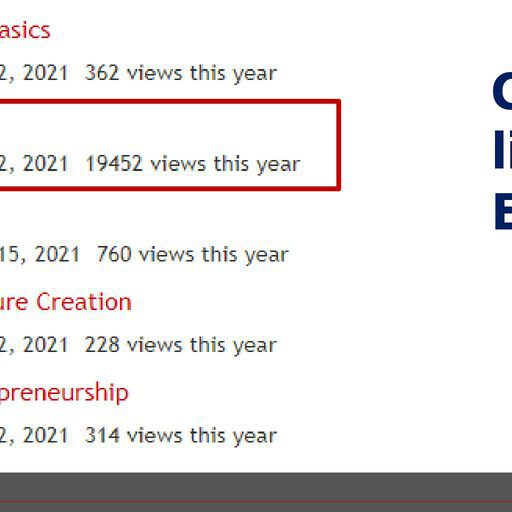 asics
2, 2021 362 views this year
2, 2021 19452 views this year
15, 2021 760 views this year
ure Creation
2, 2021 228 views this year
preneurship
2, 2021 314 views this year
li